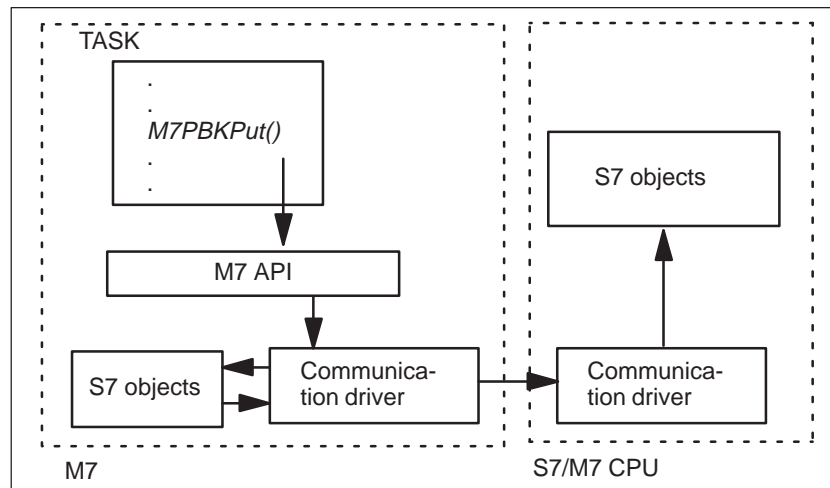 TASK
.
.
M7PBKPut()
.
.
M7 API
S7 objects
Communica-
tion driver
M7
S7 objects
Communica-
tion driver
S7/M7 CPU